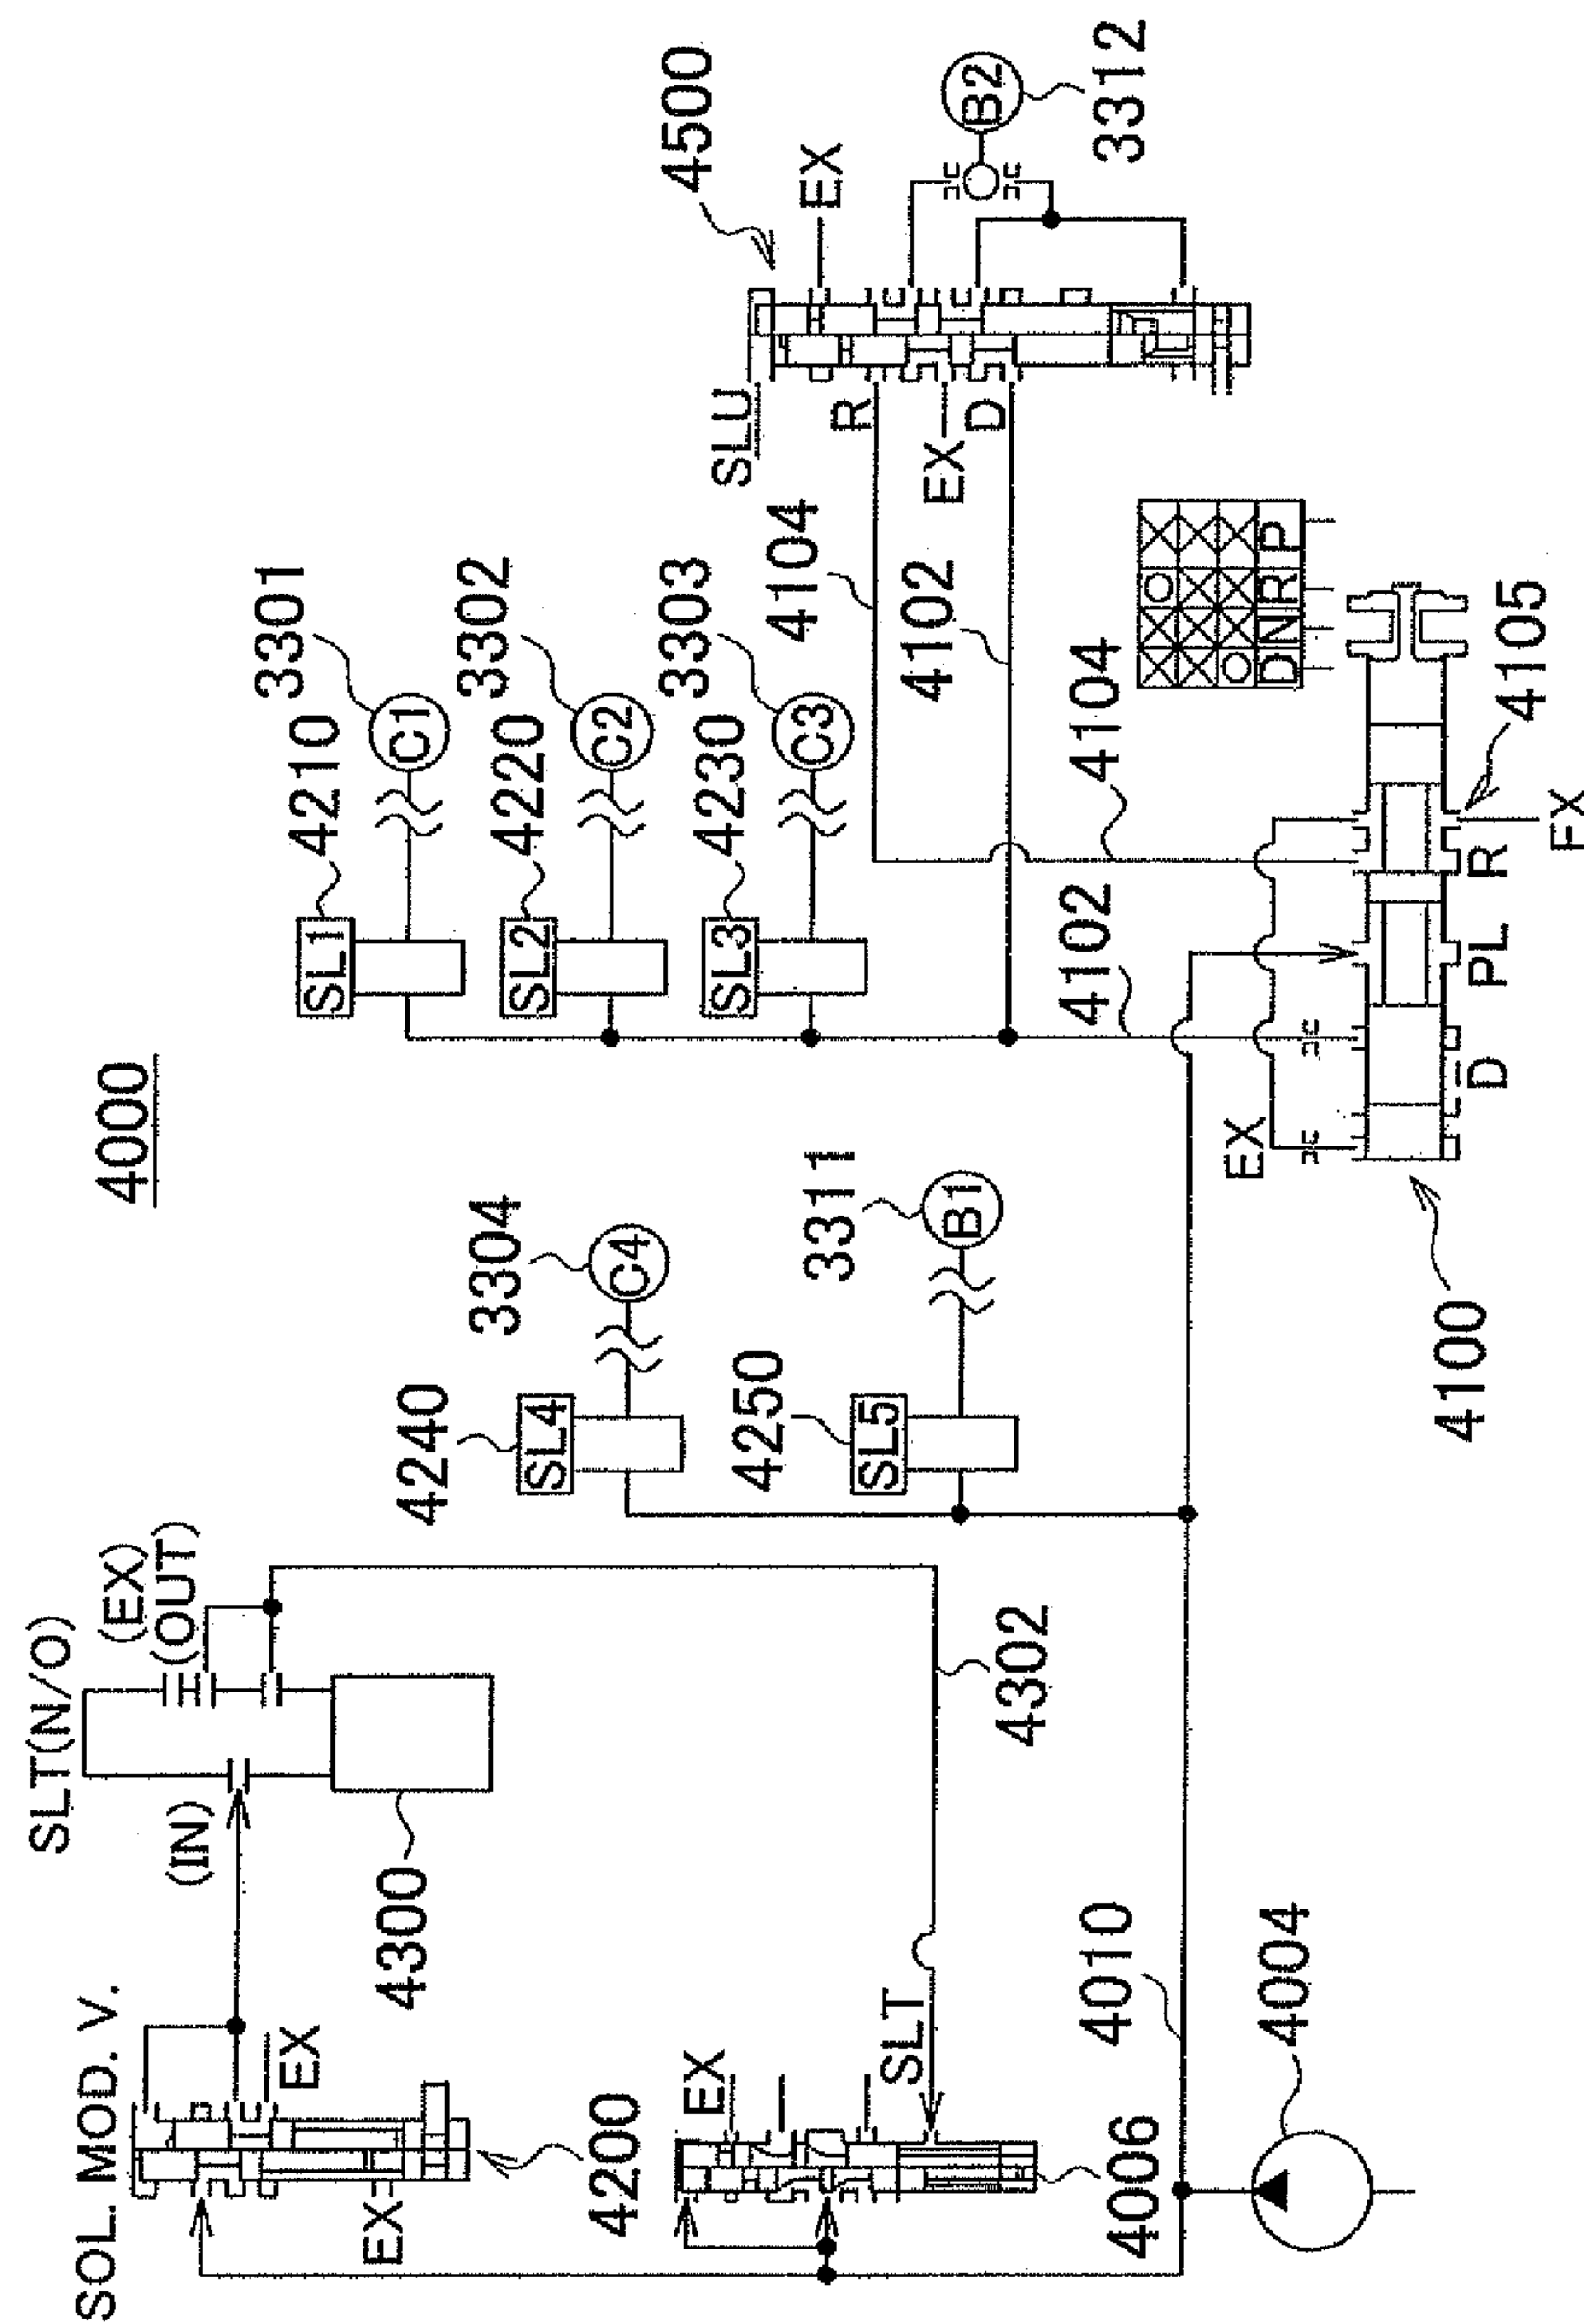 4000
SOL. MOD. V.
EX
EX
4200
SLT(N/O)
(EX)
(OUT)
(IN)
4300
EX
SLT
4006
4302
4010
4004
4240
SL4
3304
C4
4250
SL5
3311
B1
4210
SL1
3301
C1
4220
SL2
3302
C2
4230
SL3
3303
C3
4102
4104
4102
4104
SLU
R
EX
D
4500
EX
B2
3312
D N R P
EX
D
PL
R
EX
4105
4100